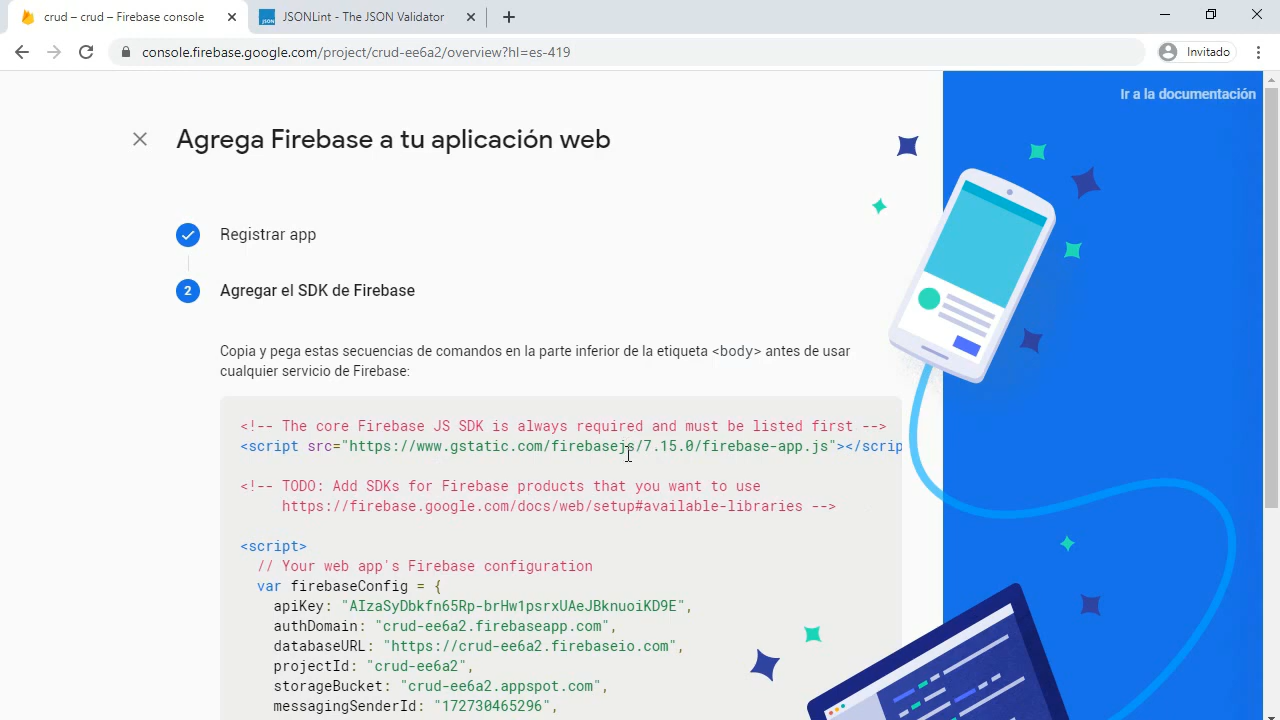 crud – crud – Firebase console
JSONLint - The JSON Validator
console.firebase.google.com/project/crud-ee6a2/overview?hl=es-419
Invitado
Ir a la documentación
Agrega Firebase a tu aplicación web
Registrar app
2
Agregar el SDK de Firebase
Copia y pega estas secuencias de comandos en la parte inferior de la etiqueta <body> antes de usar
cualquier servicio de Firebase:
<!-- The core Firebase JS SDK is always required and must be listed first -->
<script src="https://www.gstatic.com/firebasejs/7.15.0/firebase-app.js"></scrip
<!-- TODO: Add SDKs for Firebase products that you want to use
https://firebase.google.com/docs/web/setup#available-libraries -->
<script>
// Your web app's Firebase configuration
var firebaseConfig = {
apiKey: "AIzaSyDbkfn65Rp-brHw1psrxUAeJBknuoiKD9E",
authDomain: "crud-ee6a2.firebaseapp.com",
databaseURL: "https://crud-ee6a2.firebaseio.com",
projectId: "crud-ee6a2",
storageBucket: "crud-ee6a2.appspot.com",
messagingSenderId: "172730465296",